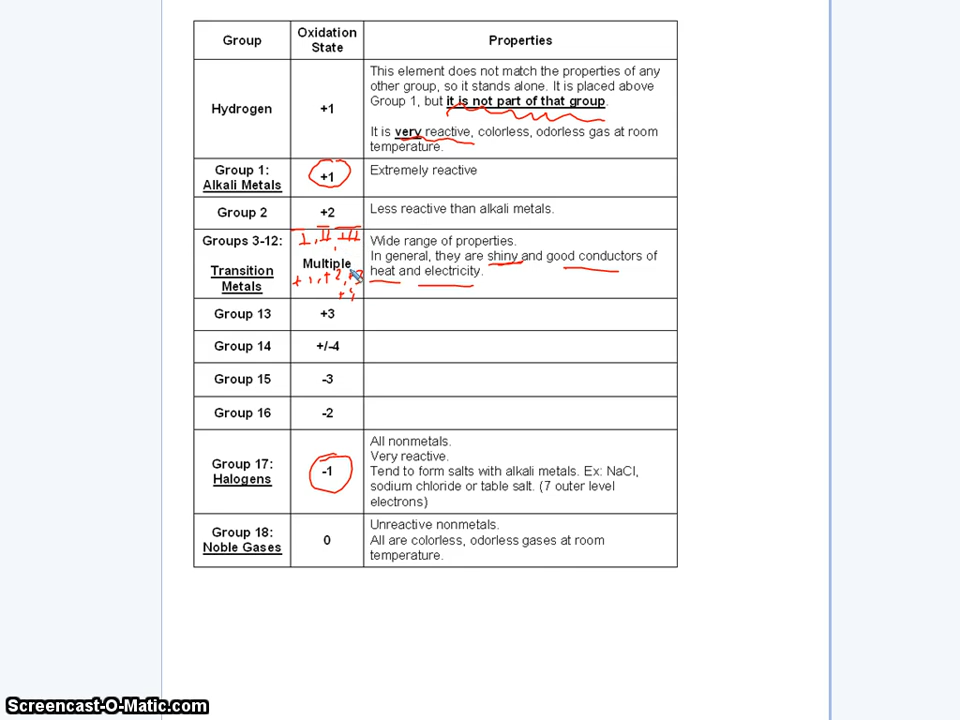 Group
Oxidation
State
Properties
Hydrogen
+1
This element does not match the properties of any
other group, so it stands alone. It is placed above
Group 1, but it is not part of that group.
It is very reactive, colorless, odorless gas at room
temperature.
Group 1:
Alkali Metals
+1
Extremely reactive
Group 2
+2
Less reactive than alkali metals.
Groups 3-12:
Transition
Metals
I, II, III
Multiple
+1, +2, +3
Wide range of properties.
In general, they are shiny and good conductors of
heat and electricity.
Group 13
+3
Group 14
+/-4
Group 15
-3
Group 16
-2
Group 17:
Halogens
-1
All nonmetals.
Very reactive.
Tend to form salts with alkali metals. Ex: NaCl,
sodium chloride or table salt. (7 outer level
electrons)
Group 18:
Noble Gases
0
Unreactive nonmetals.
All are colorless, odorless gases at room
temperature.
Screencast-O-Matic.com